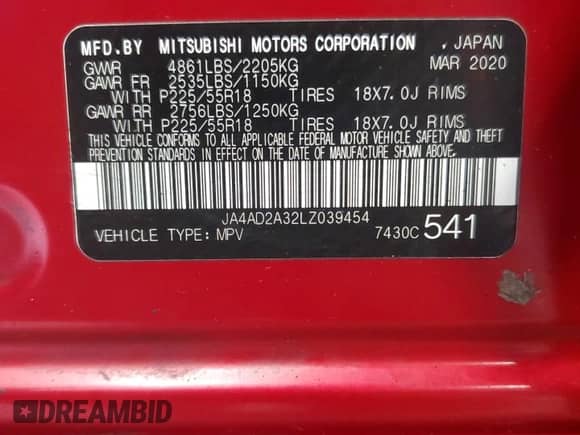 MFD.BY MITSUBISHI MOTORS CORPORATION , JAPAN
GVWR 4861LBS/2205KG MAR 2020
GAWR FR 2535LBS/1150KG
WITH P225/55R18 TIRES 18X7.0J RIMS
GAWR RR 2756LBS/1250KG
WITH P225/55R18 TIRES 18X7.0J RIMS
THIS VEHICLE CONFORMS TO ALL APPLICABLE FEDERAL MOTOR VEHICLE SAFETY AND THEFT
PREVENTION STANDARDS IN EFFECT ON THE DATE OF MANUFACTURE SHOWN ABOVE.
JA4AD2A32LZ039454
VEHICLE TYPE: MPV 7430C 541
DREAMBID